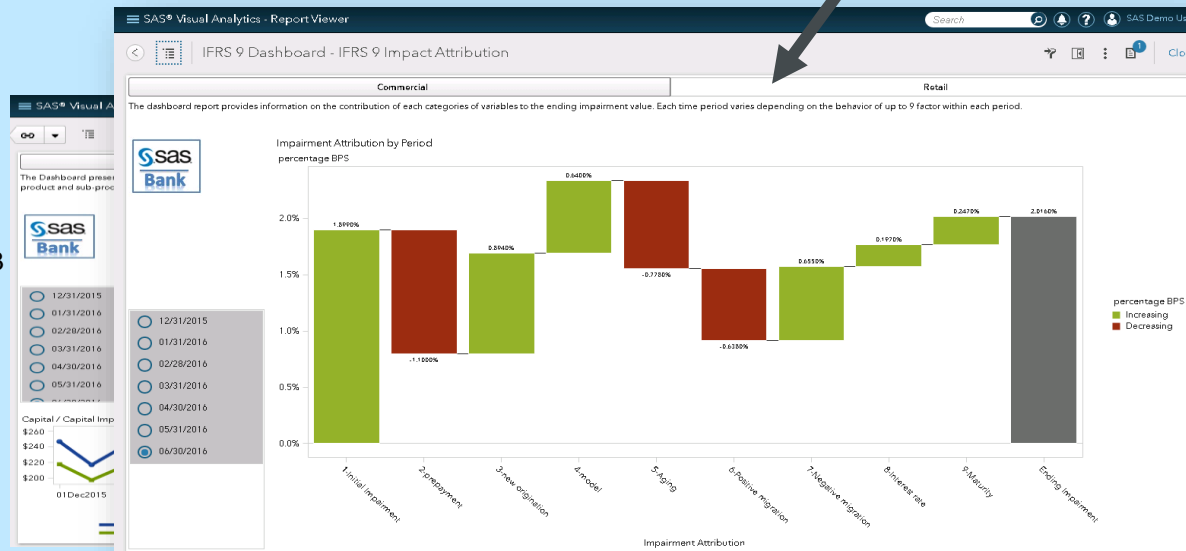 SAS® Visual Analytics - Report Viewer
Search
?
SAS Demo Us
IFRS 9 Dashboard - IFRS 9 Impact Attribution
1
Clo
Commercial
Retail
The dashboard report provides information on the contribution of each categories of variables to the ending impairment value. Each time period varies depending on the behavior of up to 9 factor within each period.
sas
Bank
Impairment Attribution by Period
percentage BPS
2.0%
1.5%
1.0%
0.5%
0.0%
1.8990%
-1.1000%
0.8940%
0.6400%
-0.7780%
-0.6380%
0.6550%
0.1970%
0.2470%
2.0160%
1-Initial Impairment
2-prepayment
3-new origination
4-model
5-Aging
6-Positive migration
7-Negative migration
8-Interest rate
9-Maturity
Ending Impairment
Impairment Attribution
percentage BPS
Increasing
Decreasing
12/31/2015
01/31/2016
02/28/2016
03/31/2016
04/30/2016
05/31/2016
06/30/2016
SAS® Visual A
The Dashboard prese
product and sub-prod
sas
Bank
12/31/2015
01/31/2016
02/28/2016
03/31/2016
04/30/2016
05/31/2016
Capital / Capital Imp
$260
$240
$220
$200
01Dec2015